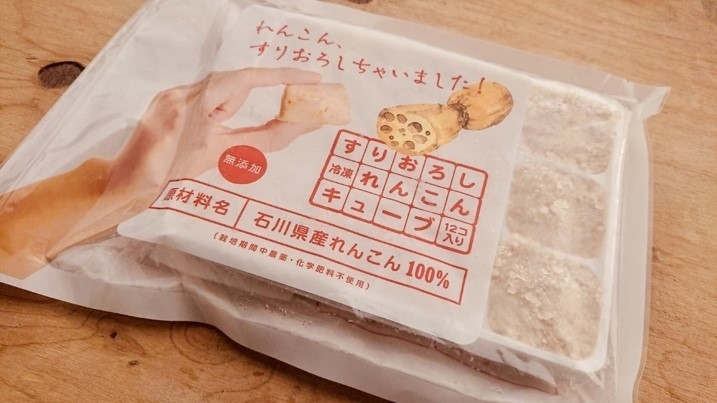 れんこん、
すりおろしちゃいました！
無添加
すりおろし
冷凍れんこん
キューブ12コ入り
原材料名 石川県産れんこん100%
（栽培期間中農薬・化学肥料不使用）